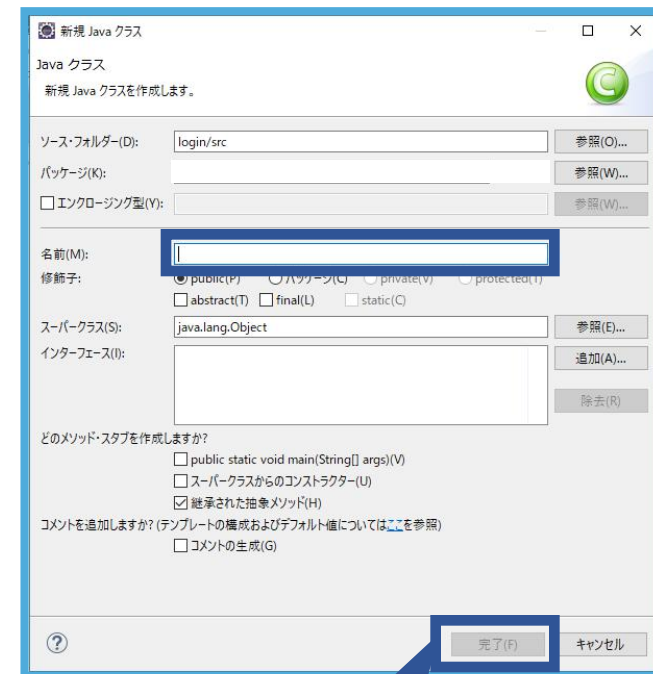 新規 Java クラス
Java クラス
新規 Java クラスを作成します。
ソース・フォルダー(D): login/src 参照(O)...
パッケージ(K): 参照(W)...
エンクロージング型(Y): 参照(W)...
名前(M):
修飾子: public(P) パッケージ(C) private(V) protected(T)
abstract(T) final(L) static(C)
スーパークラス(S): java.lang.Object 参照(E)...
インターフェース(I): 追加(A)...
除去(R)
どのメソッド・スタブを作成しますか?
public static void main(String[] args)(V)
スーパークラスからのコンストラクター(U)
継承された抽象メソッド(H)
コメントを追加しますか? (テンプレートの構成およびデフォルト値についてはここを参照)
コメントの生成(G)
? 完了(F) キャンセル